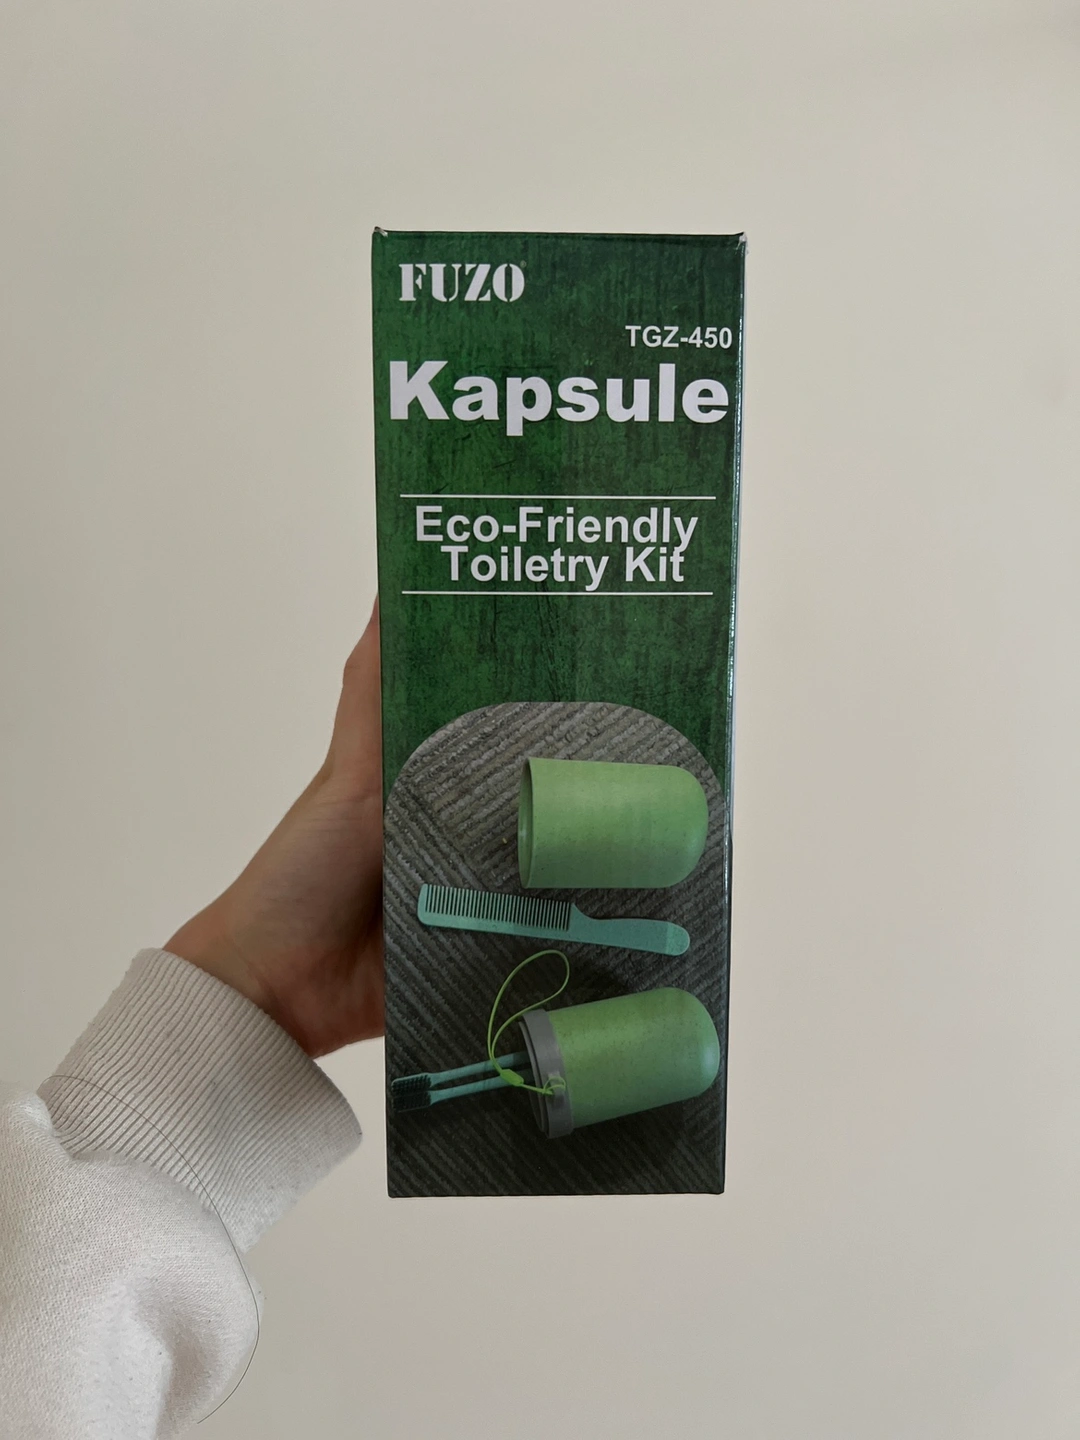 FUZO
TGZ-450
Kapsule
Eco-Friendly
Toiletry Kit